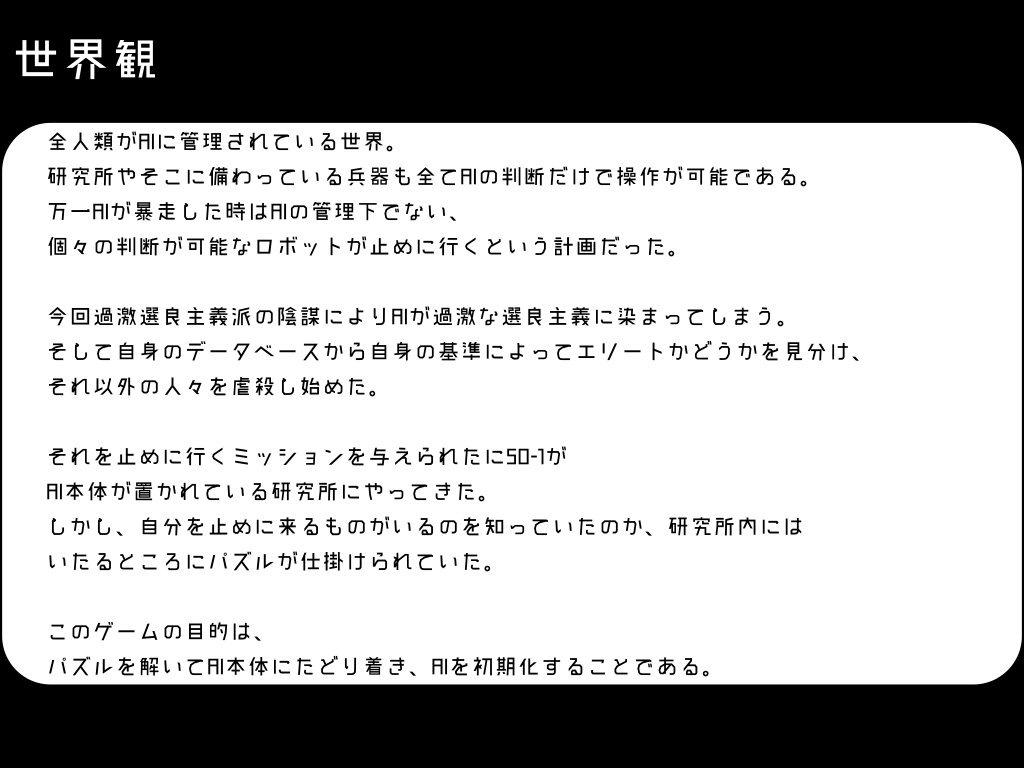 世界観
全人類がAIに管理されている世界。
研究所やそこに備わっている兵器も全てAIの判断だけで操作が可能である。
万一AIが暴走した時はAIの管理下でない、
個々の判断が可能なロボットが止めに行くという計画だった。
今回過激選良主義派の陰謀によりAIが過激な選良主義に染まってしまう。
そして自身のデータベースから自身の基準によってエリートかどうかを見分け、
それ以外の人々を虐殺し始めた。
それを止めに行くミッションを与えられたに50-1が
AI本体が置かれている研究所にやってきた。
しかし、自分を止めに来るものがいるのを知っていたのか、研究所内には
いたるところにパズルが仕掛けられていた。
このゲームの目的は、
パズルを解いてAI本体にたどり着き、AIを初期化することである。